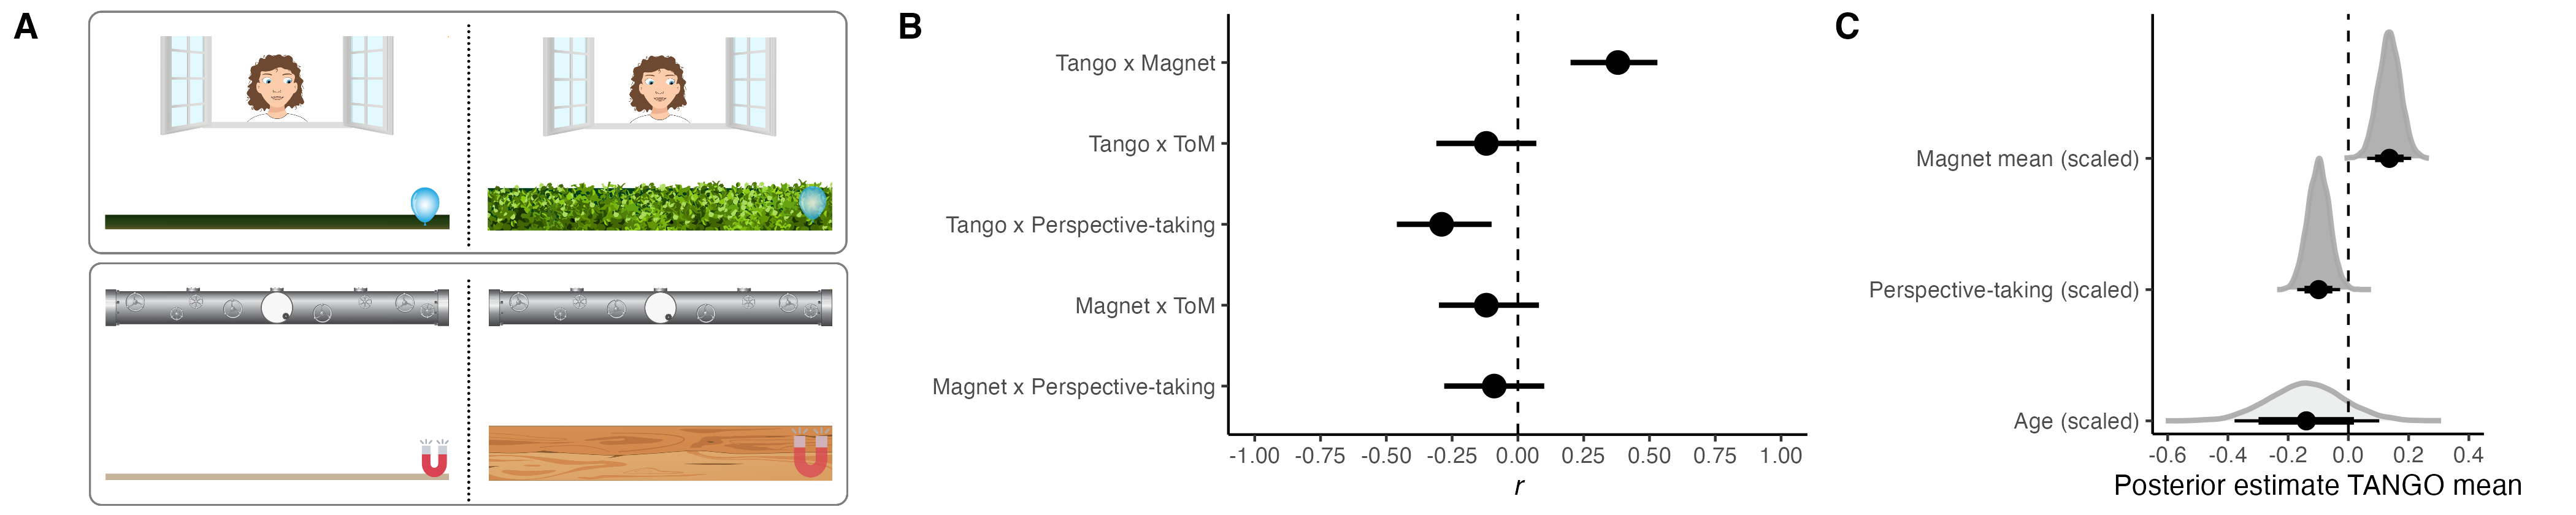 A
B
Tango x Magnet
Tango x ToM
Tango x Perspective-taking
Magnet x ToM
Magnet x Perspective-taking
-1.00 -0.75 -0.50 -0.25 0.00 0.25 0.50 0.75 1.00
r
C
Magnet mean (scaled)
Perspective-taking (scaled)
Age (scaled)
-0.6 -0.4 -0.2 0.0 0.2 0.4
Posterior estimate TANGO mean